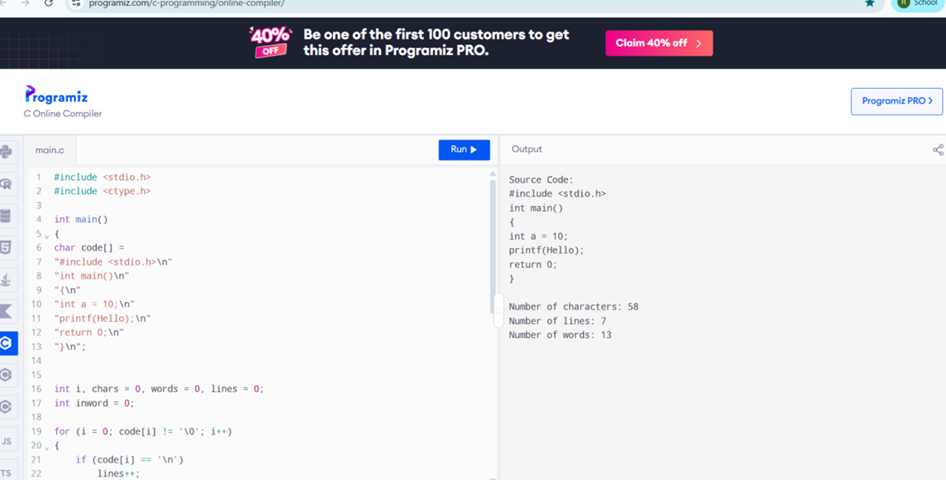 programiz.com/c-programming/online-compiler/
School
40%
OFF
Be one of the first 100 customers to get
this offer in Programiz PRO.
Claim 40% off >
Programiz
C Online Compiler
Programiz PRO >
main.c
Run
Output
1 #include <stdio.h>
2 #include <ctype.h>
3
4 int main()
5 {
6 char code[] =
7 "#include <stdio.h>\n"
8 "int main()\n"
9 "{\n"
10 "int a = 10;\n"
11 "printf(Hello);\n"
12 "return 0;\n"
13 "}\n";
14
15
16 int i, chars = 0, words = 0, lines = 0;
17 int inword = 0;
18
19 for (i = 0; code[i] != '\0'; i++)
20 {
21 if (code[i] == '\n')
22 lines++;
Source Code:
#include <stdio.h>
int main()
{
int a = 10;
printf(Hello);
return 0;
}
Number of characters: 58
Number of lines: 7
Number of words: 13
JS
TS